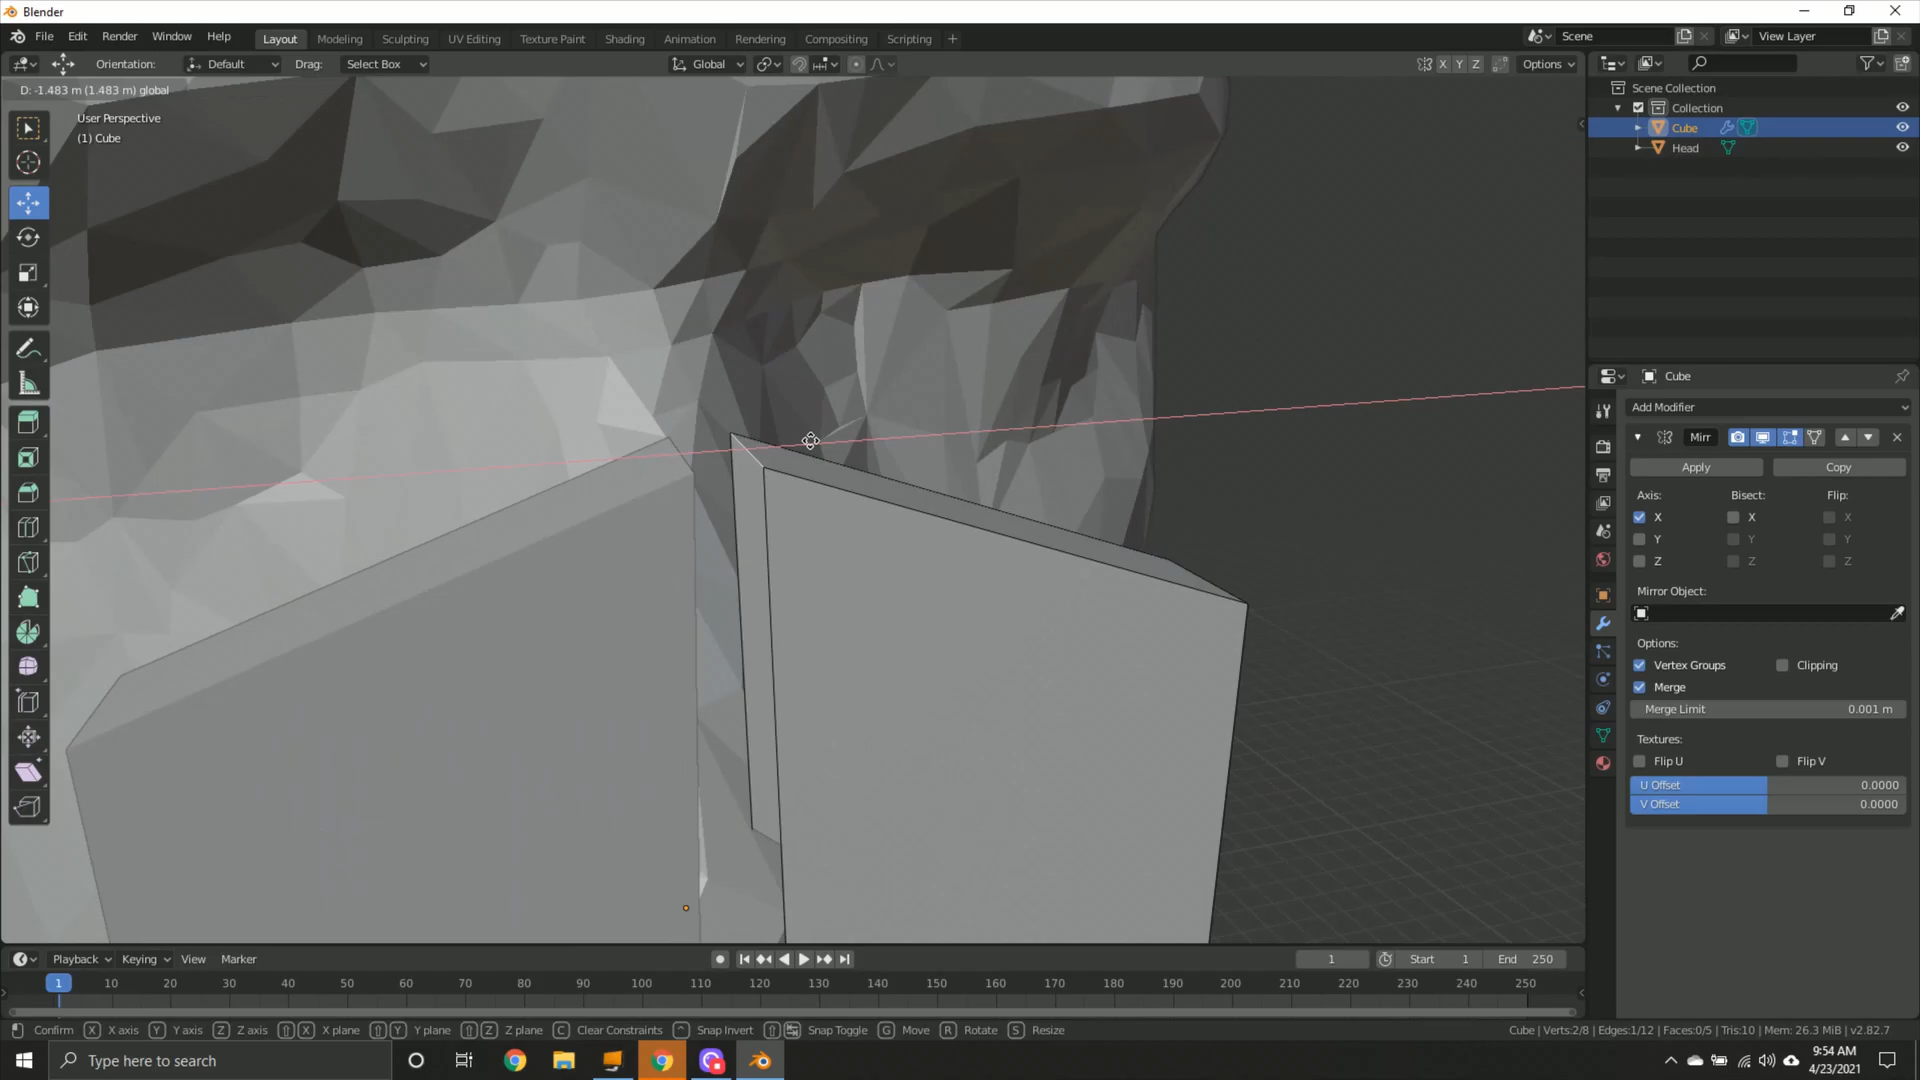 Blender
File Edit Render Window Help Layout Modeling Sculpting UV Editing Texture Paint Shading Animation Rendering Compositing Scripting + Scene View Layer
Orientation: Default Drag: Select Box Global X Y Z Options
D: -1.483 m (1.483 m) global
User Perspective
(1) Cube
Scene Collection
Collection
Cube
Head
Cube
Add Modifier
Mirr
Apply Copy
Axis: Bisect: Flip:
X X X
Y Y Y
Z Z Z
Mirror Object:
Options:
Vertex Groups Clipping
Merge
Merge Limit 0.001 m
Textures:
Flip U Flip V
U Offset 0.0000
V Offset 0.0000
Playback Keying View Marker 1 Start 1 End 250
1 10 20 30 40 50 60 70 80 90 100 110 120 130 140 150 160 170 180 190 200 210 220 230 240 250
Confirm X X axis Y Y axis Z Z axis X X plane Y Y plane Z Z plane C Clear Constraints ^ Snap Invert Snap Toggle G Move R Rotate S Resize Cube | Verts:2/8 | Edges:1/12 | Faces:0/5 | Tris:10 | Mem: 26.3 MiB | v2.82.7
Type here to search
9:54 AM
4/23/2021